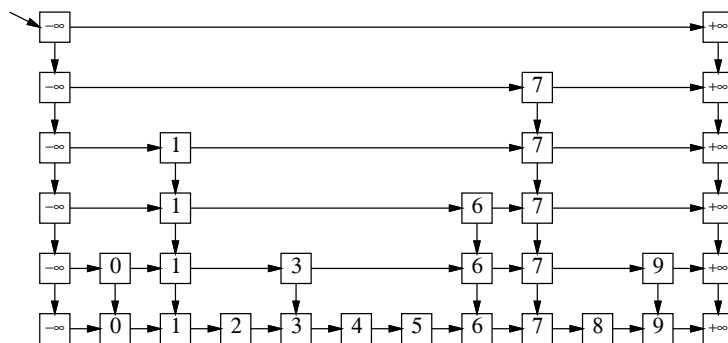 −∞ +∞
−∞ 7 +∞
−∞ 1 7 +∞
−∞ 1 6 7 +∞
−∞ 0 1 3 6 7 9 +∞
−∞ 0 1 2 3 4 5 6 7 8 9 +∞